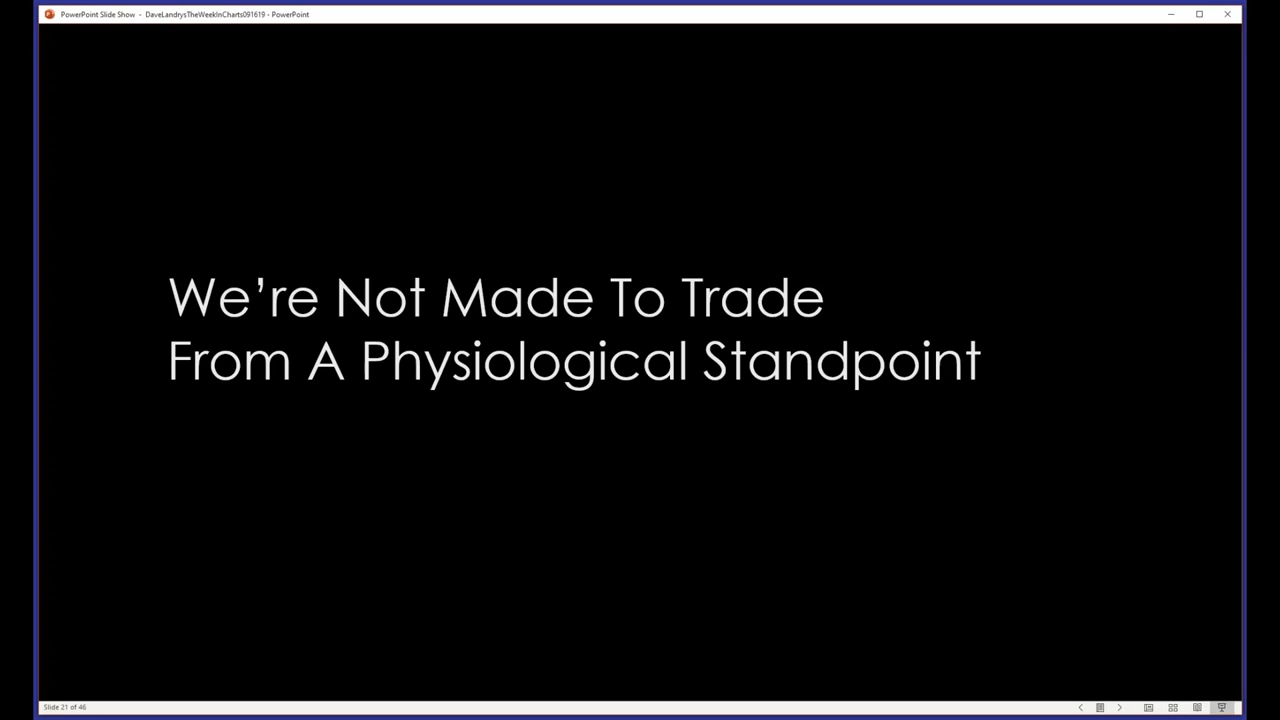 PowerPoint Slide Show - DaveLandrysTheWeekInCharts091619 - PowerPoint
We’re Not Made To Trade
From A Physiological Standpoint
Slide 21 of 46